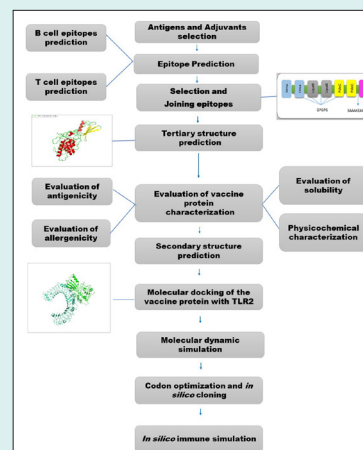 Antigens and Adjuvants
selection
B cell epitopes
prediction
Epitope Prediction
T cell epitopes
prediction
Selection and
Joining epitopes
GPGPG
Tertiary structure
prediction
Evaluation of
antigenicity
Evaluation of
solubility
Evaluation of vaccine
protein
characterization
Evaluation of
allergenicity
Physicochemical
characterization
Secondary structure
prediction
Molecular docking of the
vaccine protein with TLR2
Molecular dynamic
simulation
Codon optimization and in
silico cloning
In silico immune simulation